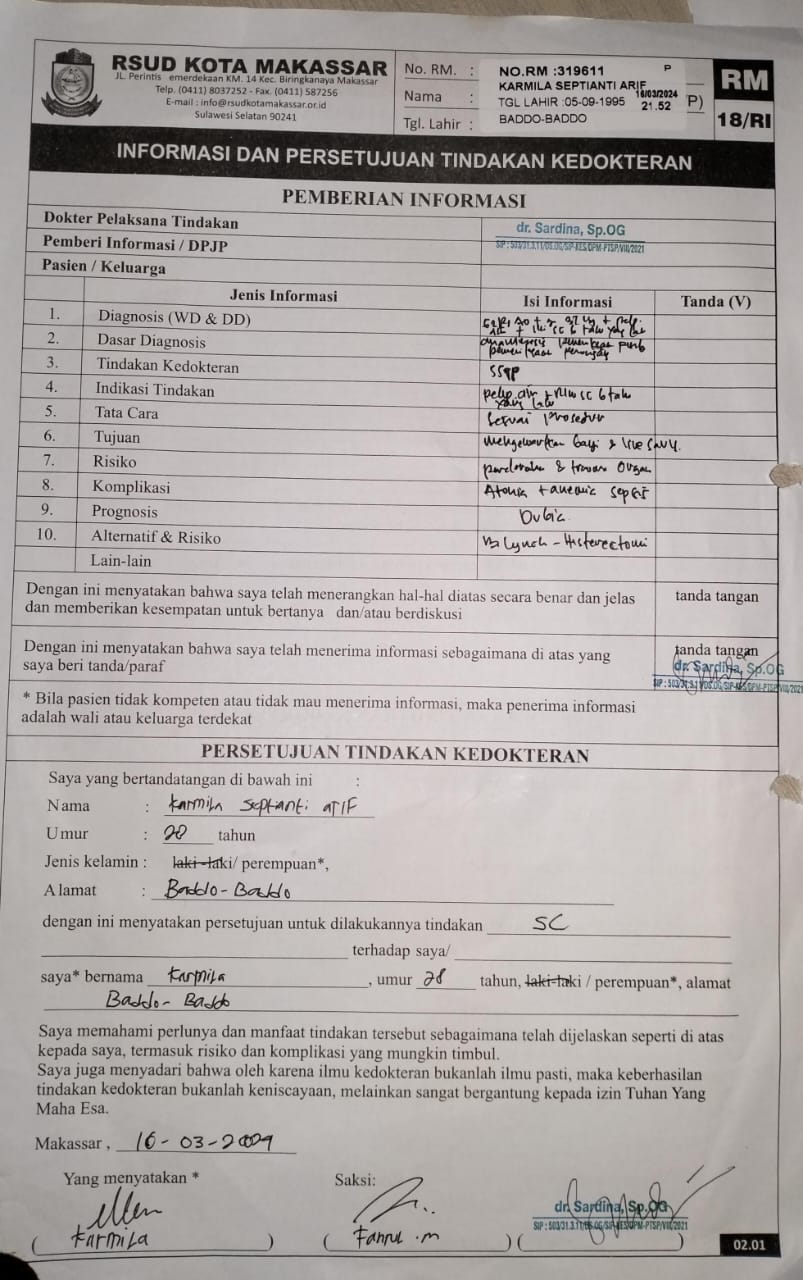 RSUD KOTA MAKASSAR
JL. Perintis emerdekaan KM. 14 Kec. Biringkanaya Makassar
Telp. (0411) 8037252 - Fax. (0411) 587256
E-mail : info@rsudkotamakassar.or.id
Sulawesi Selatan 90241
No. RM. :
Nama :
Tgl. Lahir :
NO.RM :319611 P
KARMILA SEPTIANTI ARIF
16/03/2024
TGL LAHIR :05-09-1995 21.52 P)
BADDO-BADDO
RM
18/RI
INFORMASI DAN PERSETUJUAN TINDAKAN KEDOKTERAN
PEMBERIAN INFORMASI
Dokter Pelaksana Tindakan
dr. Sardina, Sp.OG
Pemberi Informasi / DPJP
SIP : 503/31.3.11/DS.OG/SIP-KES/DPM-PTSP/VIII/2021
Pasien / Keluarga
Jenis Informasi Isi Informasi Tanda (V)
1. Diagnosis (WD & DD)
2. Dasar Diagnosis
3. Tindakan Kedokteran
4. Indikasi Tindakan
5. Tata Cara Sesuai prosedur
6. Tujuan mengeluarkan bayi &
7. Risiko
8. Komplikasi Atonia + anemia sepsis
9. Prognosis Dubia
10. Alternatif & Risiko B Lynch - Histerectomi
Lain-lain
Dengan ini menyatakan bahwa saya telah menerangkan hal-hal diatas secara benar dan jelas
dan memberikan kesempatan untuk bertanya dan/atau berdiskusi
tanda tangan
Dengan ini menyatakan bahwa saya telah menerima informasi sebagaimana di atas yang
saya beri tanda/paraf
tanda tangan
dr. Sardina, Sp.OG
SIP : 503/31.3.11/DS.OG/SIP-KES/DPM-PTSP/VIII/2021
* Bila pasien tidak kompeten atau tidak mau menerima informasi, maka penerima informasi
adalah wali atau keluarga terdekat
PERSETUJUAN TINDAKAN KEDOKTERAN
Saya yang bertandatangan di bawah ini :
Nama : Karmila Septianti arif
Umur : 28 tahun
Jenis kelamin : laki-laki/ perempuan*,
Alamat : Baddo-Baddo
dengan ini menyatakan persetujuan untuk dilakukannya tindakan SC
terhadap saya/
saya* bernama Karmila , umur 28 tahun, laki-laki / perempuan*, alamat
Baddo-Baddo
Saya memahami perlunya dan manfaat tindakan tersebut sebagaimana telah dijelaskan seperti di atas
kepada saya, termasuk risiko dan komplikasi yang mungkin timbul.
Saya juga menyadari bahwa oleh karena ilmu kedokteran bukanlah ilmu pasti, maka keberhasilan
tindakan kedokteran bukanlah keniscayaan, melainkan sangat bergantung kepada izin Tuhan Yang
Maha Esa.
Makassar , 16-03-2024
Yang menyatakan * Saksi:
dr. Sardina, Sp.OG
SIP : 503/31.3.11/DS.OG/SIP-KES/DPM-PTSP/VIII/2021
( Karmila ) ( ) ( )
02.01